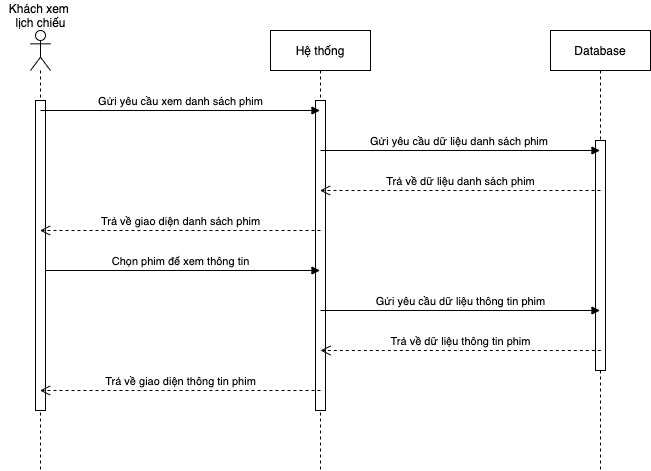 Khách xem
lịch chiếu
Hệ thống
Database
Gửi yêu cầu xem danh sách phim
Gửi yêu cầu dữ liệu danh sách phim
Trả về dữ liệu danh sách phim
Trả về giao diện danh sách phim
Chọn phim để xem thông tin
Gửi yêu cầu dữ liệu thông tin phim
Trả về dữ liệu thông tin phim
Trả về giao diện thông tin phim